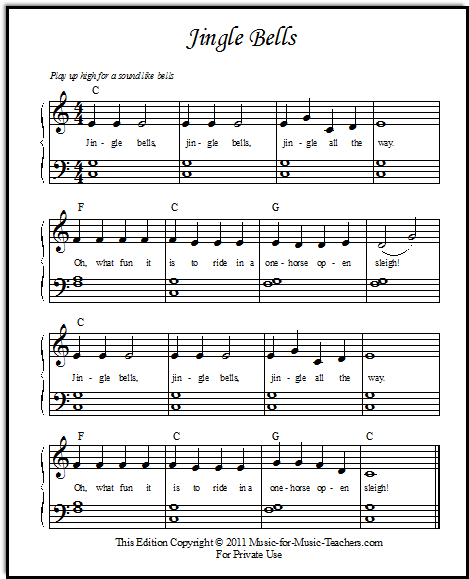 Jingle Bells
Play up high for a sound like bells
C
Jin - gle bells, jin - gle bells, jin - gle all the way.
F C G
Oh, what fun it is to ride in a one-horse op - en sleigh!
C
Jin - gle bells, jin - gle bells, jin - gle all the way.
F C G C
Oh, what fun it is to ride in a one-horse op - en sleigh!
This Edition Copyright © 2011 Music-for-Music-Teachers.com
For Private Use